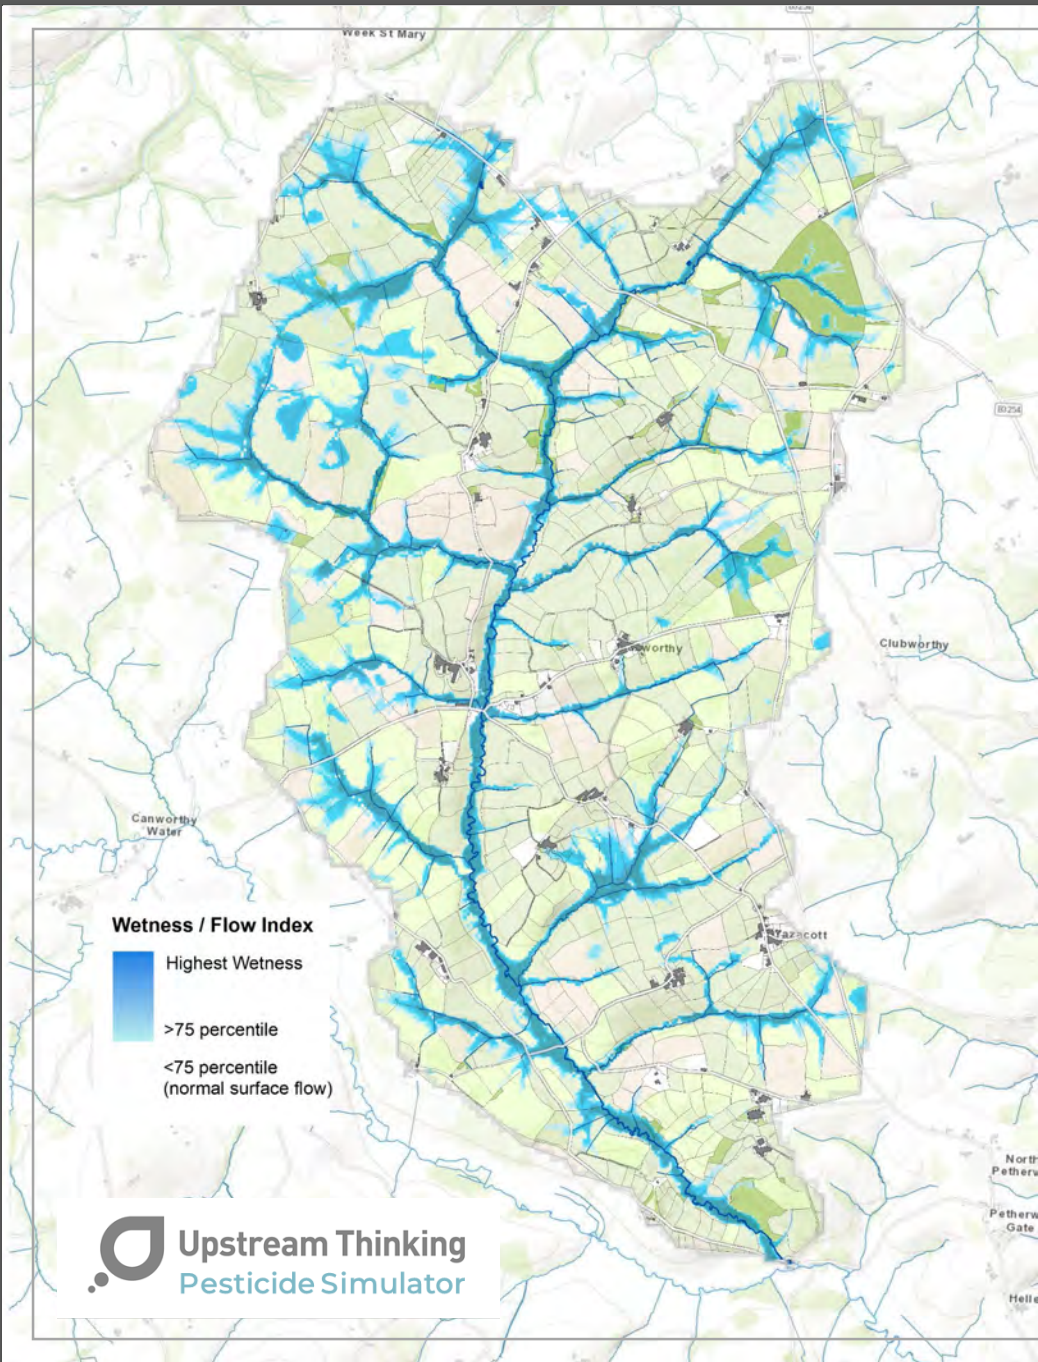 Week St Mary
B3254
Clubworthy
Canworthy
Water
Wetness / Flow Index
Highest Wetness
>75 percentile
<75 percentile
(normal surface flow)
North
Petherw
Petherw
Gate
Helle
Upstream Thinking
Pesticide Simulator